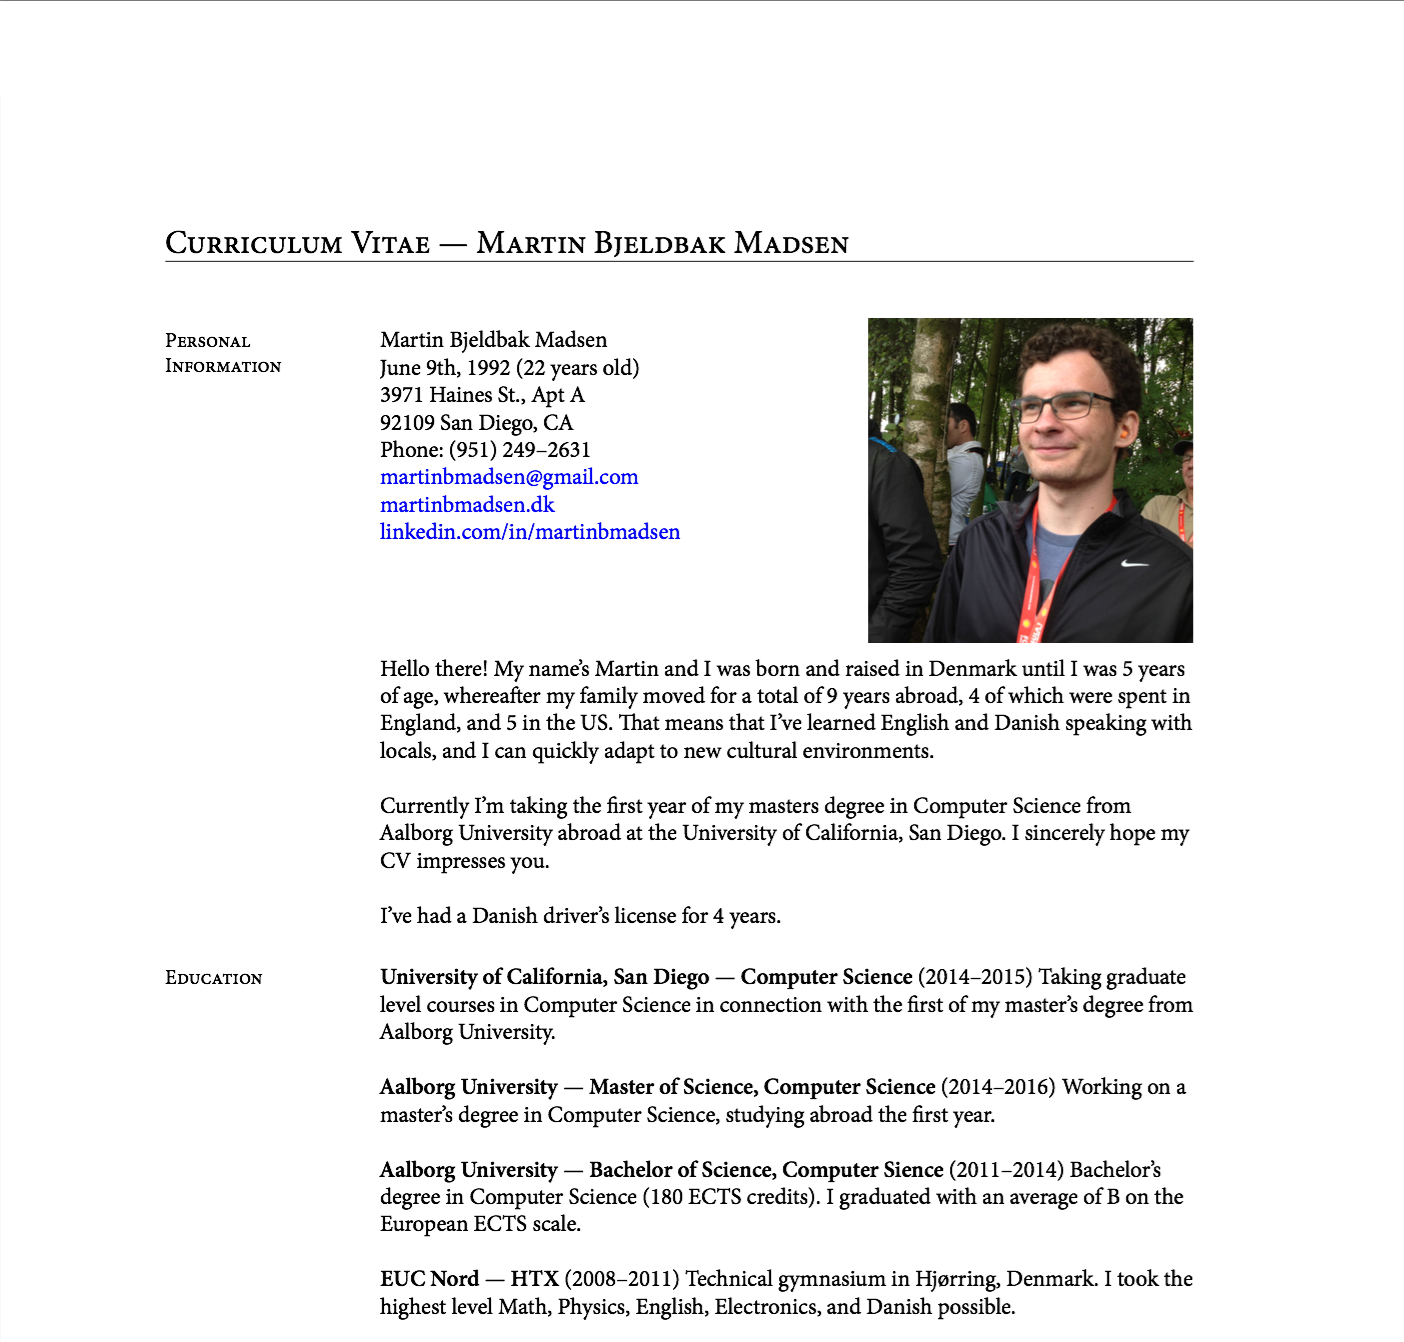 Curriculum Vitae — Martin Bjeldbak Madsen
Personal
Information
Martin Bjeldbak Madsen
June 9th, 1992 (22 years old)
3971 Haines St., Apt A
92109 San Diego, CA
Phone: (951) 249–2631
martinbmadsen@gmail.com
martinbmadsen.dk
linkedin.com/in/martinbmadsen
Hello there! My name’s Martin and I was born and raised in Denmark until I was 5 years
of age, whereafter my family moved for a total of 9 years abroad, 4 of which were spent in
England, and 5 in the US. That means that I’ve learned English and Danish speaking with
locals, and I can quickly adapt to new cultural environments.
Currently I’m taking the first year of my masters degree in Computer Science from
Aalborg University abroad at the University of California, San Diego. I sincerely hope my
CV impresses you.
I’ve had a Danish driver’s license for 4 years.
Education
University of California, San Diego — Computer Science (2014–2015) Taking graduate
level courses in Computer Science in connection with the first of my master’s degree from
Aalborg University.
Aalborg University — Master of Science, Computer Science (2014–2016) Working on a
master’s degree in Computer Science, studying abroad the first year.
Aalborg University — Bachelor of Science, Computer Sience (2011–2014) Bachelor’s
degree in Computer Science (180 ECTS credits). I graduated with an average of B on the
European ECTS scale.
EUC Nord — HTX (2008–2011) Technical gymnasium in Hjørring, Denmark. I took the
highest level Math, Physics, English, Electronics, and Danish possible.